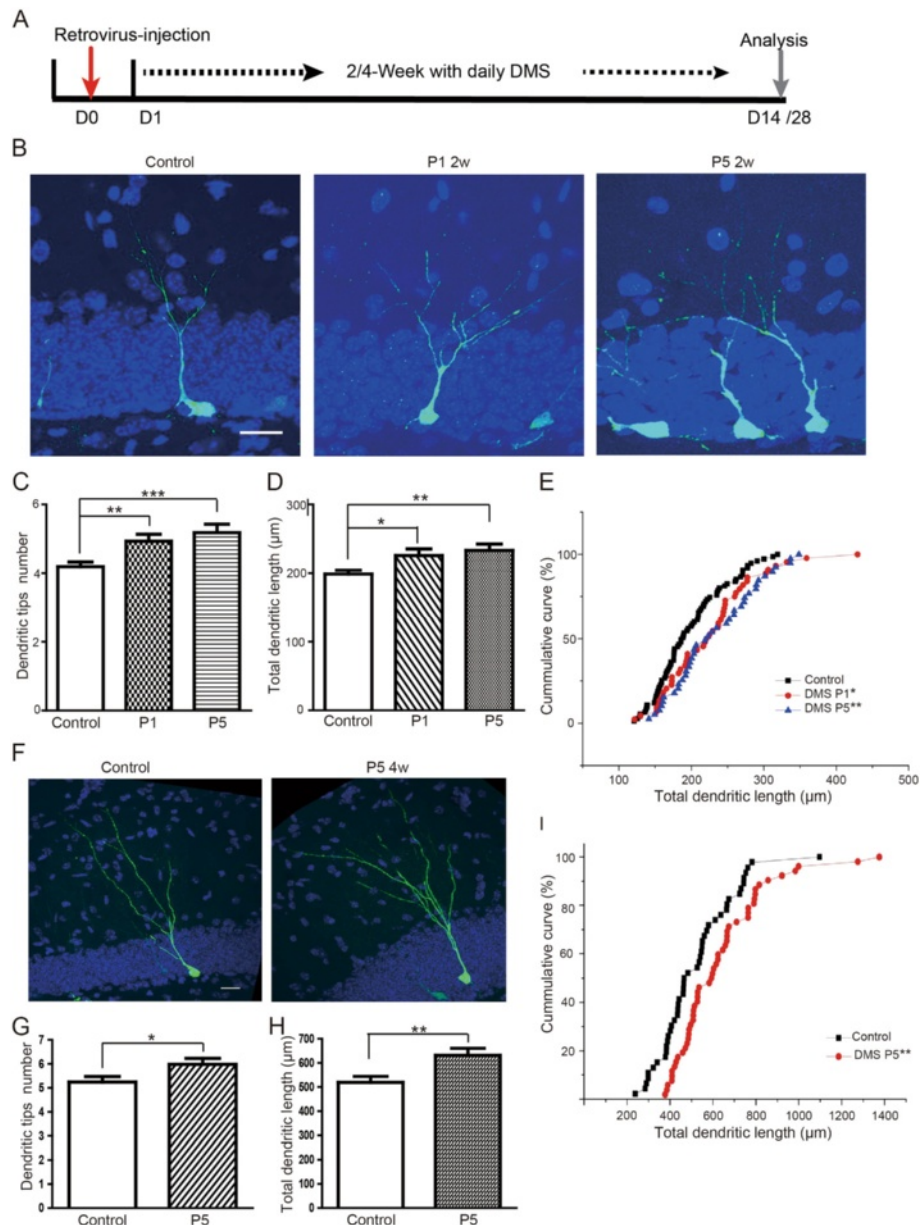 A
Retrovirus-injection
Analysis
2/4-Week with daily DMS
D0
D1
D14 /28
B
Control
P1 2w
P5 2w
C
Dendritic tips number
6
4
2
0
**
***
Control
P1
P5
D
Total dendritic length (μm)
300
200
100
0
*
**
Control
P1
P5
E
Cummulative curve (%)
100
50
0
Control
DMS P1*
DMS P5**
100
200
300
400
500
Total dendritic length (μm)
F
Control
P5 4w
G
Dendritic tips number
7
6
5
4
3
2
1
0
*
Control
P5
H
Total dendritic length (μm)
700
600
500
400
300
200
100
0
**
Control
P5
I
Cummulative curve (%)
100
80
60
40
20
Control
DMS P5**
200
400
600
800
1000
1200
1400
Total dendritic length (μm)